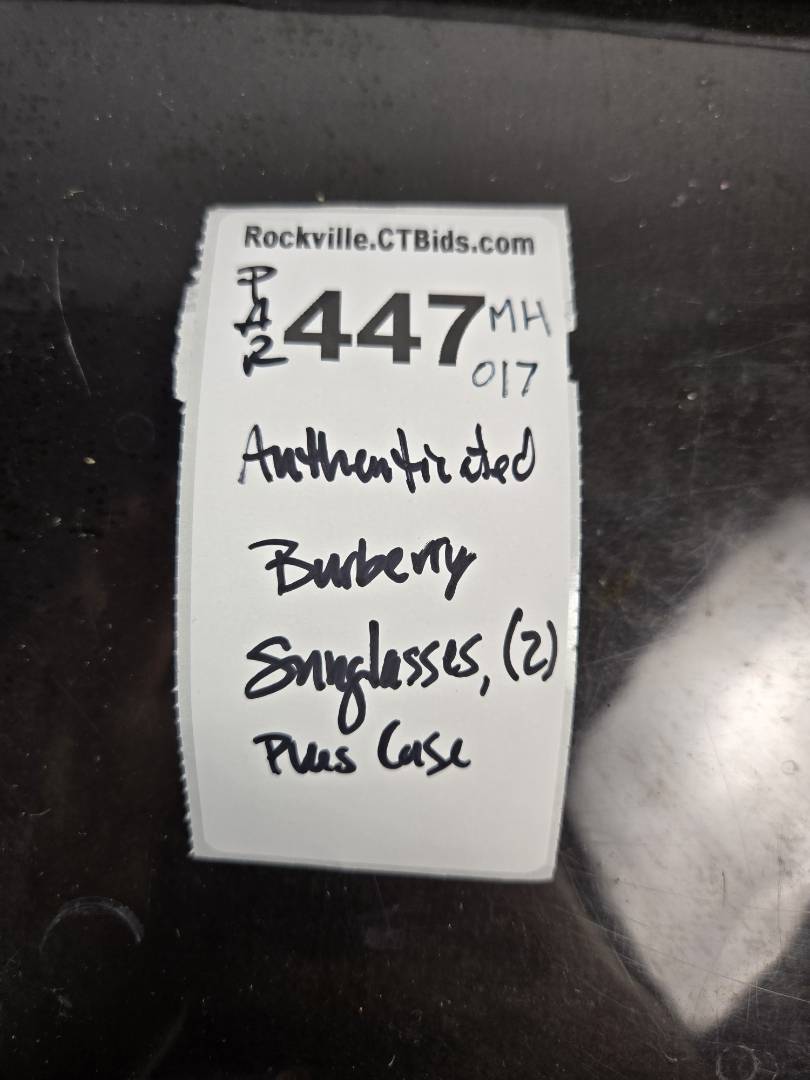 Rockville.CTBids.com
PAR 447 MH
017
Authenticated
Burberry
Sunglasses, (2)
Plus Case